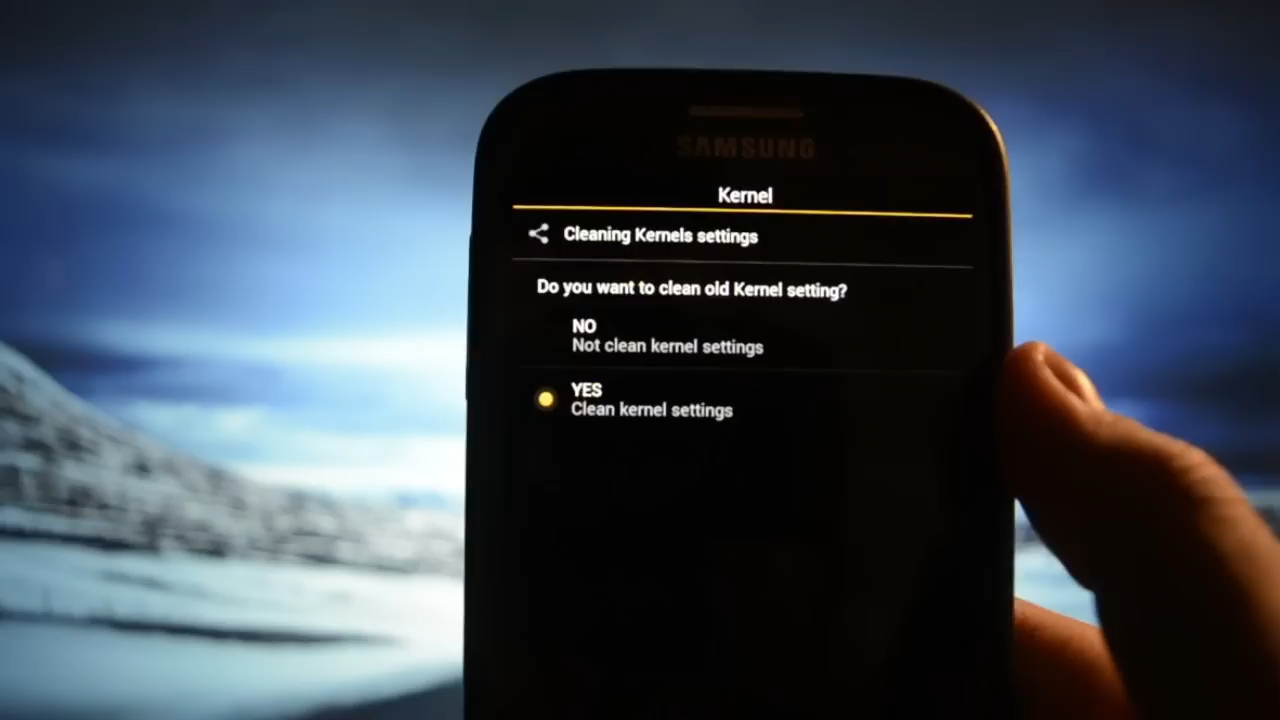 SAMSUNG
Kernel
Cleaning Kernels settings
Do you want to clean old Kernel setting?
NO
Not clean kernel settings
YES
Clean kernel settings